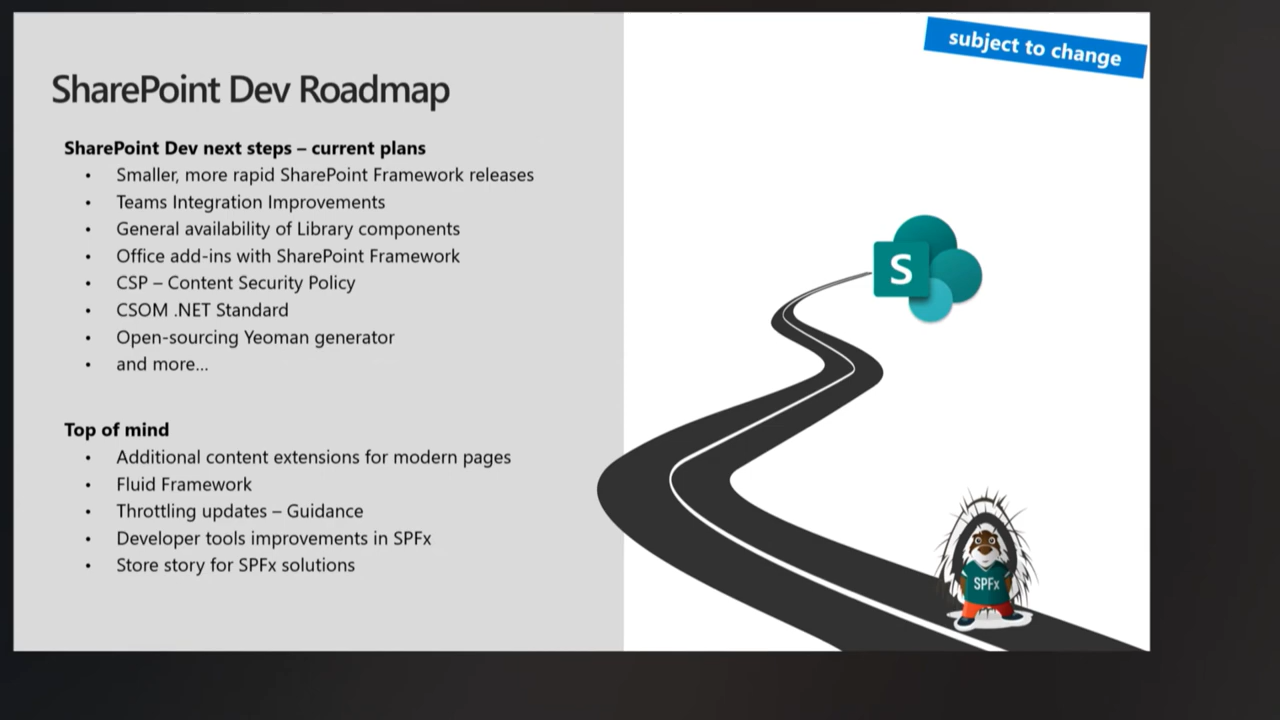 subject to change
SharePoint Dev Roadmap
SharePoint Dev next steps – current plans
• Smaller, more rapid SharePoint Framework releases
• Teams Integration Improvements
• General availability of Library components
• Office add-ins with SharePoint Framework
• CSP – Content Security Policy
• CSOM .NET Standard
• Open-sourcing Yeoman generator
• and more...
Top of mind
• Additional content extensions for modern pages
• Fluid Framework
• Throttling updates – Guidance
• Developer tools improvements in SPFx
• Store story for SPFx solutions
S
SPFx